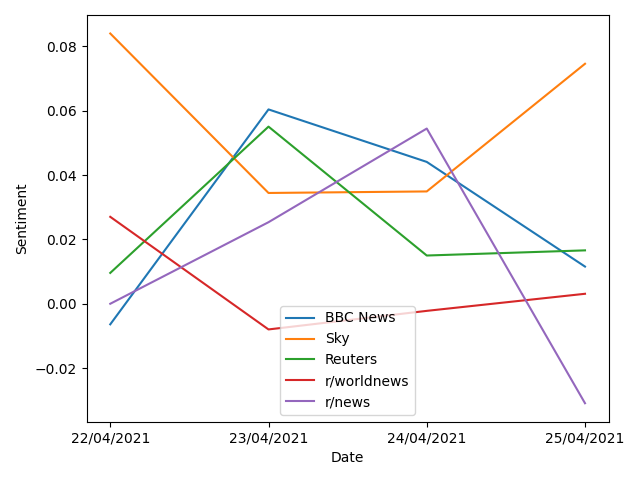 0.08
0.06
0.04
0.02
0.00
−0.02
Sentiment
BBC News
Sky
Reuters
r/worldnews
r/news
22/04/2021 23/04/2021 24/04/2021 25/04/2021
Date